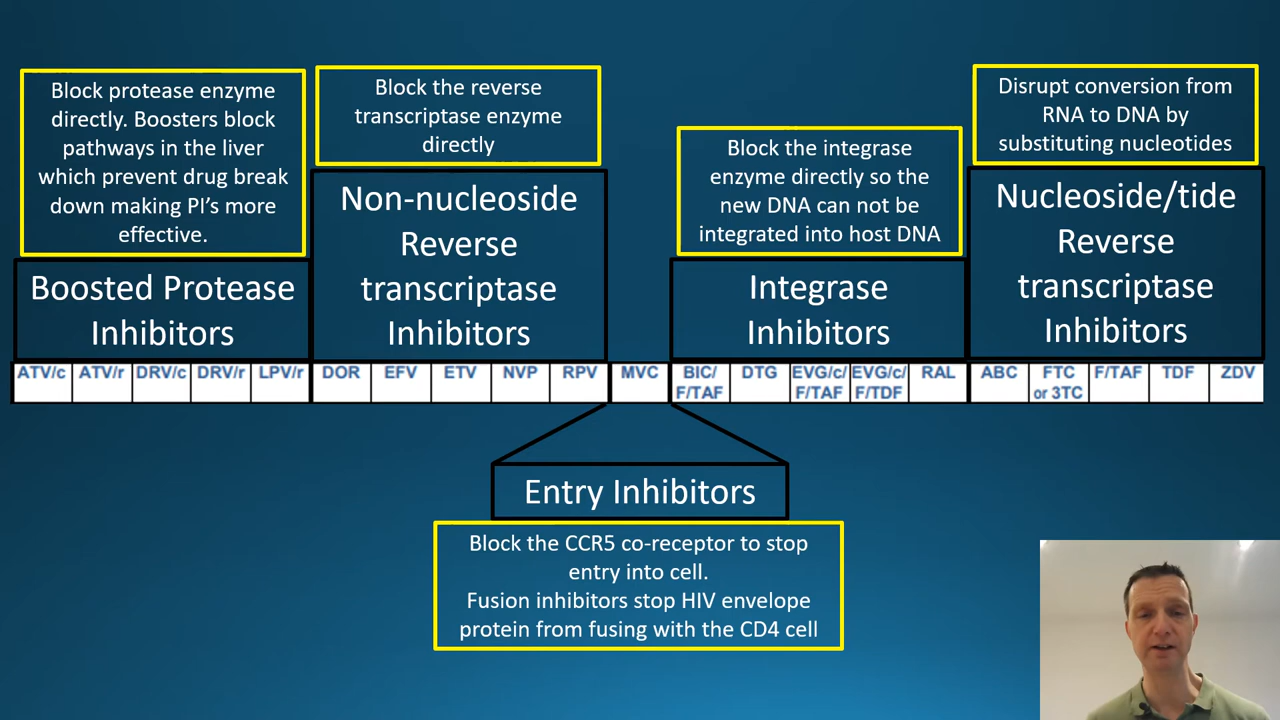 Block protease enzyme
directly. Boosters block
pathways in the liver
which prevent drug break
down making PI's more
effective.
Boosted Protease
Inhibitors
Block the reverse
transcriptase enzyme
directly
Non-nucleoside
Reverse
transcriptase
Inhibitors
Block the integrase
enzyme directly so the
new DNA can not be
integrated into host DNA
Integrase
Inhibitors
Disrupt conversion from
RNA to DNA by
substituting nucleotides
Nucleoside/tide
Reverse
transcriptase
Inhibitors
ATV/c ATV/r DRV/c DRV/r LPV/r DOR EFV ETV NVP RPV MVC BIC/ DTG EVG/c/ EVG/c/ RAL ABC FTC F/TAF TDF ZDV
F/TAF F/TAF F/TDF or 3TC
Entry Inhibitors
Block the CCR5 co-receptor to stop
entry into cell.
Fusion inhibitors stop HIV envelope
protein from fusing with the CD4 cell